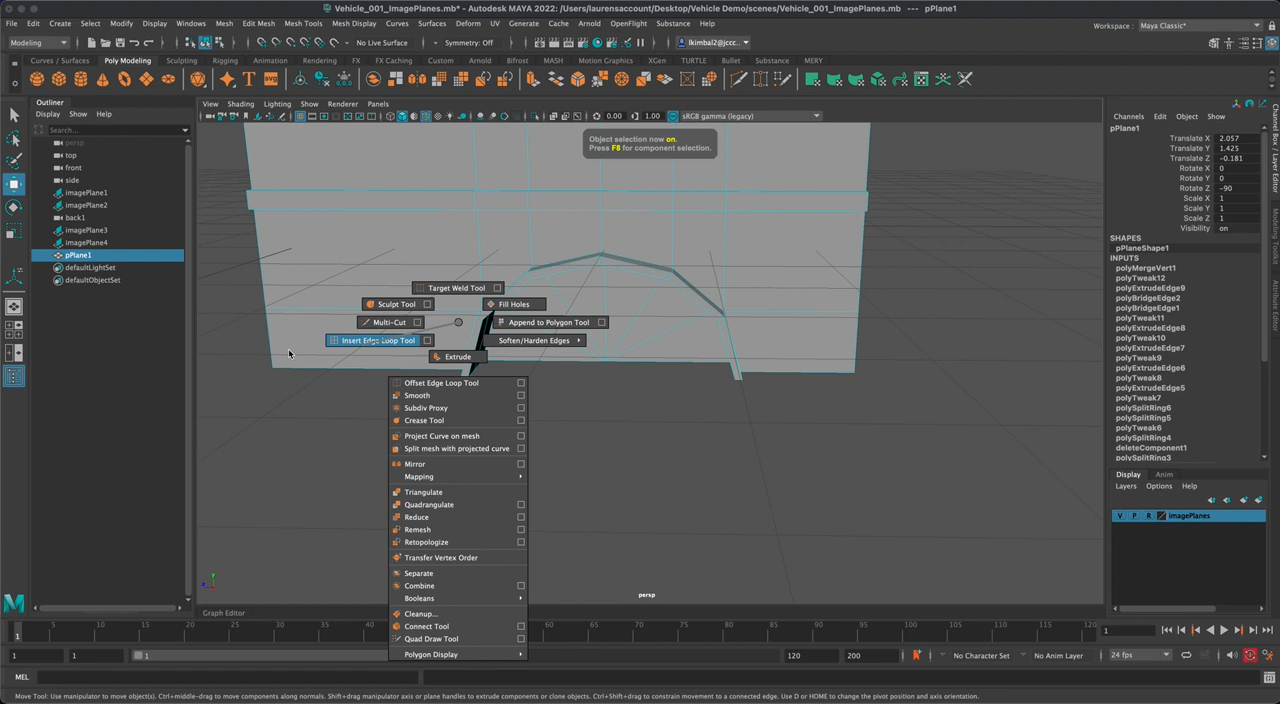 Vehicle_001_ImagePlanes.mb* - Autodesk MAYA 2022: /Users/laurensaccount/Desktop/Vehicle Demo/scenes/Vehicle_001_ImagePlanes.mb --- pPlane1
File Edit Create Select Modify Display Windows Mesh Edit Mesh Mesh Tools Mesh Display Curves Surfaces Deform UV Generate Cache Arnold OpenFlight Substance Help
Workspace : Maya Classic*
Modeling No Live Surface Symmetry: Off lkimbal2@jccc...
Curves / Surfaces Poly Modeling Sculpting Rigging Animation Rendering FX FX Caching Custom Arnold Bifrost MASH Motion Graphics XGen TURTLE Bullet Substance MERY
SVG
Outliner
Display Show Help
Search...
persp
top
front
side
imagePlane1
imagePlane2
back1
imagePlane3
imagePlane4
pPlane1
defaultLightSet
defaultObjectSet
View Shading Lighting Show Renderer Panels
0.00 1.00 sRGB gamma (legacy)
Object selection now on.
Press F8 for component selection.
Target Weld Tool
Sculpt Tool Fill Holes
Multi-Cut Append to Polygon Tool
Insert Edge Loop Tool Soften/Harden Edges
Extrude
Offset Edge Loop Tool
Smooth
Subdiv Proxy
Crease Tool
Project Curve on mesh
Split mesh with projected curve
Mirror
Mapping
Triangulate
Quadrangulate
Reduce
Remesh
Retopologize
Transfer Vertex Order
Separate
Combine
Booleans
Cleanup...
Connect Tool
Quad Draw Tool
Polygon Display
persp
Channels Edit Object Show
pPlane1
Translate X 2.057
Translate Y 1.425
Translate Z -0.181
Rotate X 0
Rotate Y 0
Rotate Z -90
Scale X 1
Scale Y 1
Scale Z 1
Visibility on
SHAPES
pPlaneShape1
INPUTS
polyMergeVert1
polyTweak12
polyExtrudeEdge9
polyBridgeEdge2
polyBridgeEdge1
polyTweak11
polyExtrudeEdge8
polyTweak10
polyExtrudeEdge7
polyTweak9
polyExtrudeEdge6
polyTweak8
polyExtrudeEdge5
polyTweak7
polySplitRing6
polySplitRing5
polyTweak6
polySplitRing4
deleteComponent1
polySplitRing3
Channel Box / Layer Editor
Modeling Toolkit
Attribute Editor
Display Anim
Layers Options Help
V P R imagePlanes
Graph Editor
1 5 10 15 20 25 30 60 65 70 75 80 85 90 95 100 105 110 115 120
1 1
1 1 1 120 200 No Character Set No Anim Layer 24 fps
MEL
Move Tool: Use manipulator to move object(s). Ctrl+middle-drag to move components along normals. Shift+drag manipulator axis or plane handles to extrude components or clone objects. Ctrl+Shift+drag to constrain movement to a connected edge. Use D or HOME to change the pivot position and axis orientation.